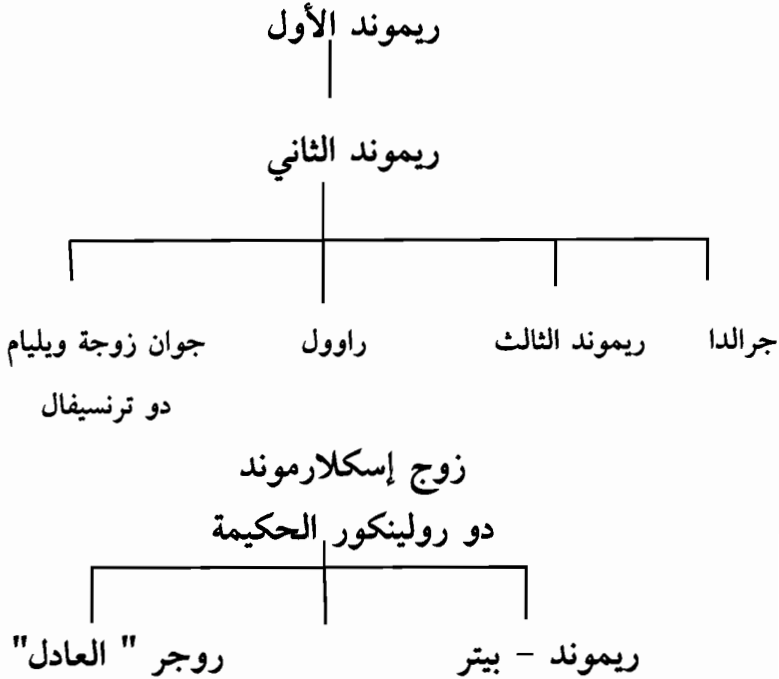 ريموند الأول
ريموند الثاني
جرالدا ريموند الثالث راوول جوان زوجة ويليام
دو ترنسيفال
زوج إسكلارموند
دو رولينكور الحكيمة
ريموند – بيتر روجر " العادل"